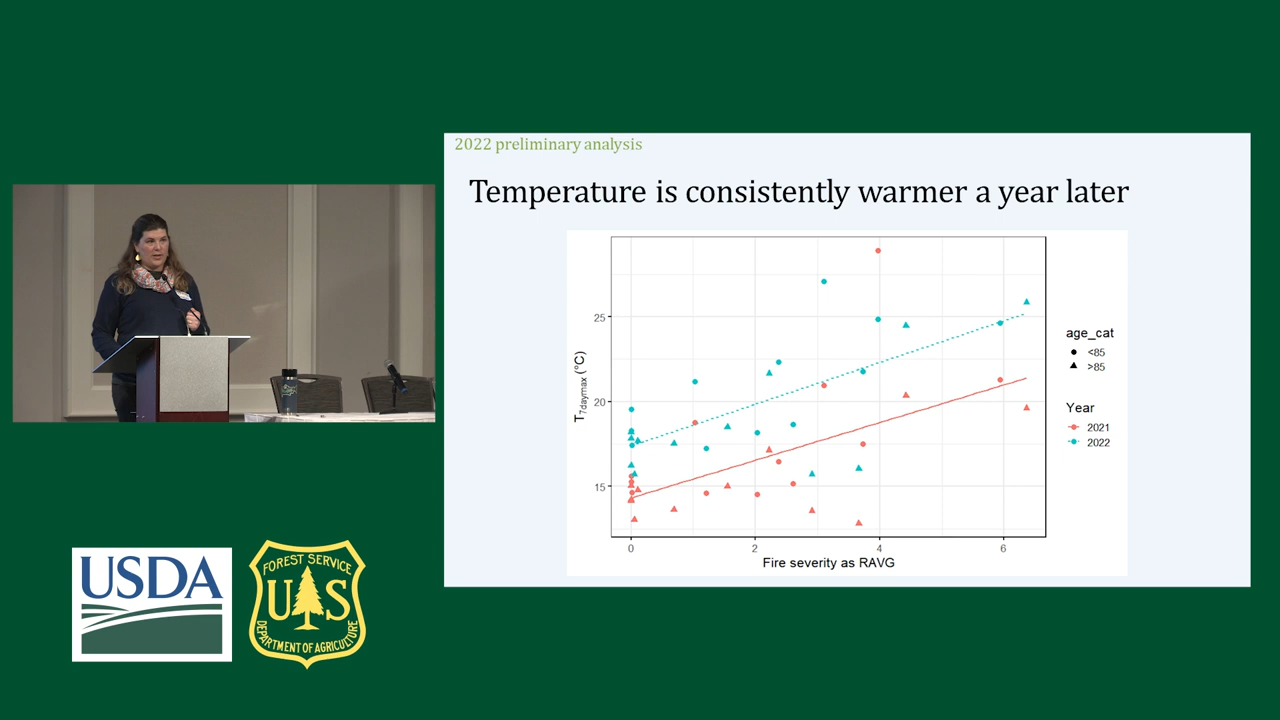 2022 preliminary analysis
Temperature is consistently warmer a year later
T7daymax (°C)
25
20
15
0 2 4 6
Fire severity as RAVG
age_cat
<85
>85
Year
2021
2022
USDA
FOREST SERVICE
U S
DEPARTMENT OF AGRICULTURE